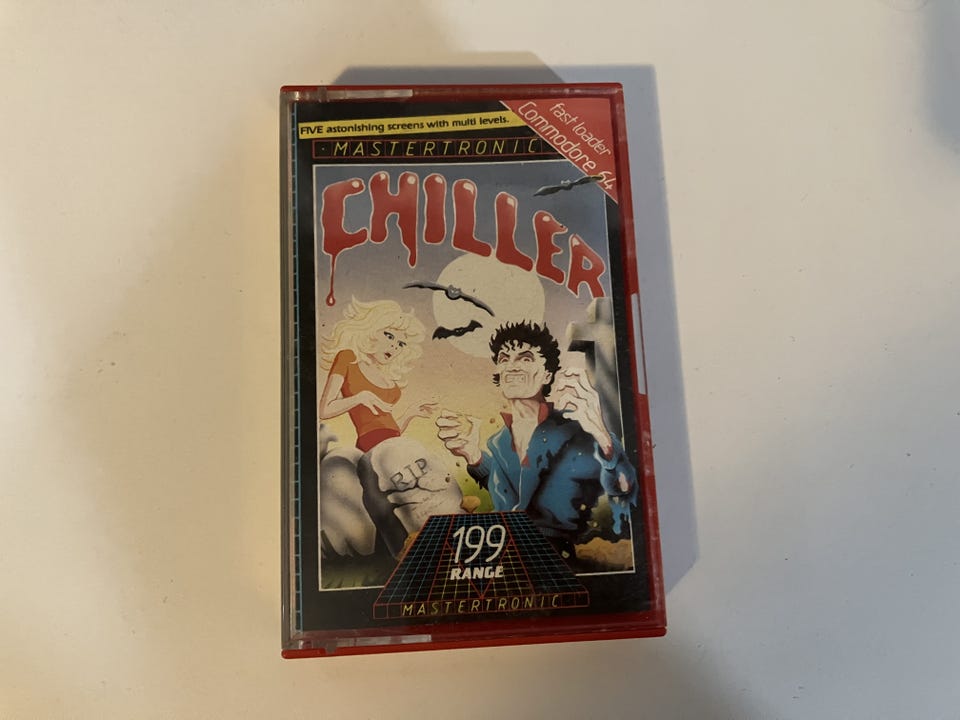 FIVE astonishing screens with multi levels.
MASTERTRONIC
fast loader
Commodore 64
CHILLER
RIP
199
RANGE
MASTERTRONIC